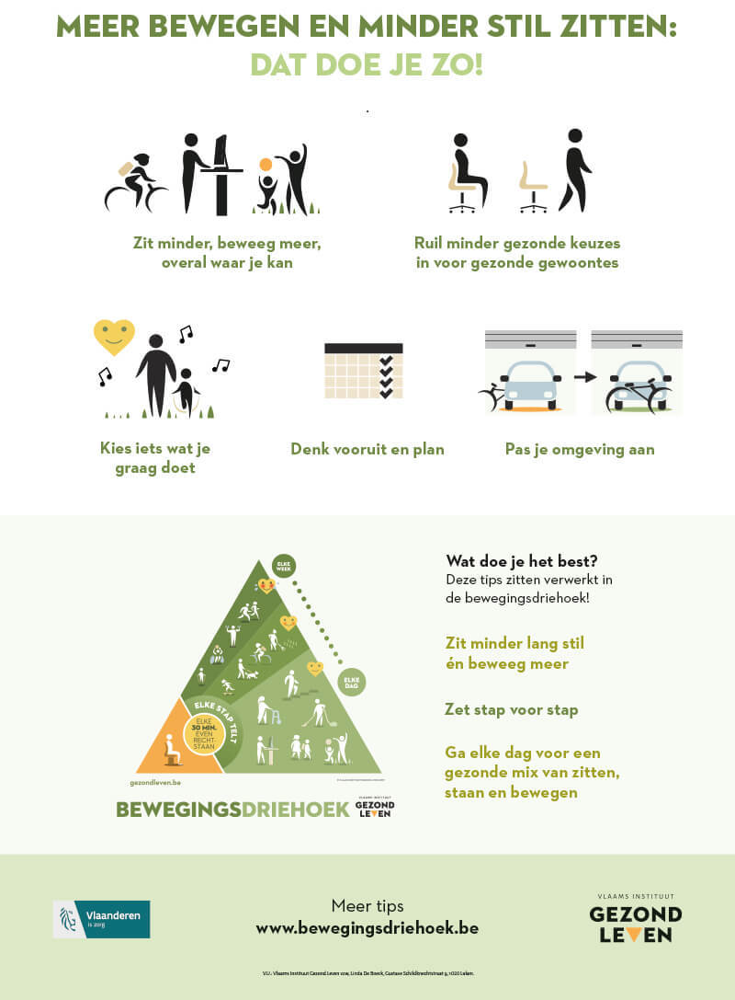 MEER BEWEGEN EN MINDER STIL ZITTEN:
DAT DOE JE ZO!
Zit minder, beweeg meer,
overal waar je kan
Ruil minder gezonde keuzes
in voor gezonde gewoontes
Kies iets wat je
graag doet
Denk vooruit en plan
Pas je omgeving aan
ELKE
WEEK
ELKE
DAG
ELKE STAP TELT
ELKE
30 MIN.
EVEN
RECHT-
STAAN
gezondleven.be
BEWEGINGSDRIEHOEK
VLAAMS INSTITUUT
GEZOND
LEVEN
Wat doe je het best?
Deze tips zitten verwerkt in
de bewegingsdriehoek!
Zit minder lang stil
én beweeg meer
Zet stap voor stap
Ga elke dag voor een
gezonde mix van zitten,
staan en bewegen
Vlaanderen
is zorg
Meer tips
www.bewegingsdriehoek.be
VLAAMS INSTITUUT
GEZOND
LEVEN
V.U.: Vlaams Instituut Gezond Leven vzw, Linda De Boeck, Gustave Schildknechtstraat 9, 1020 Laken.